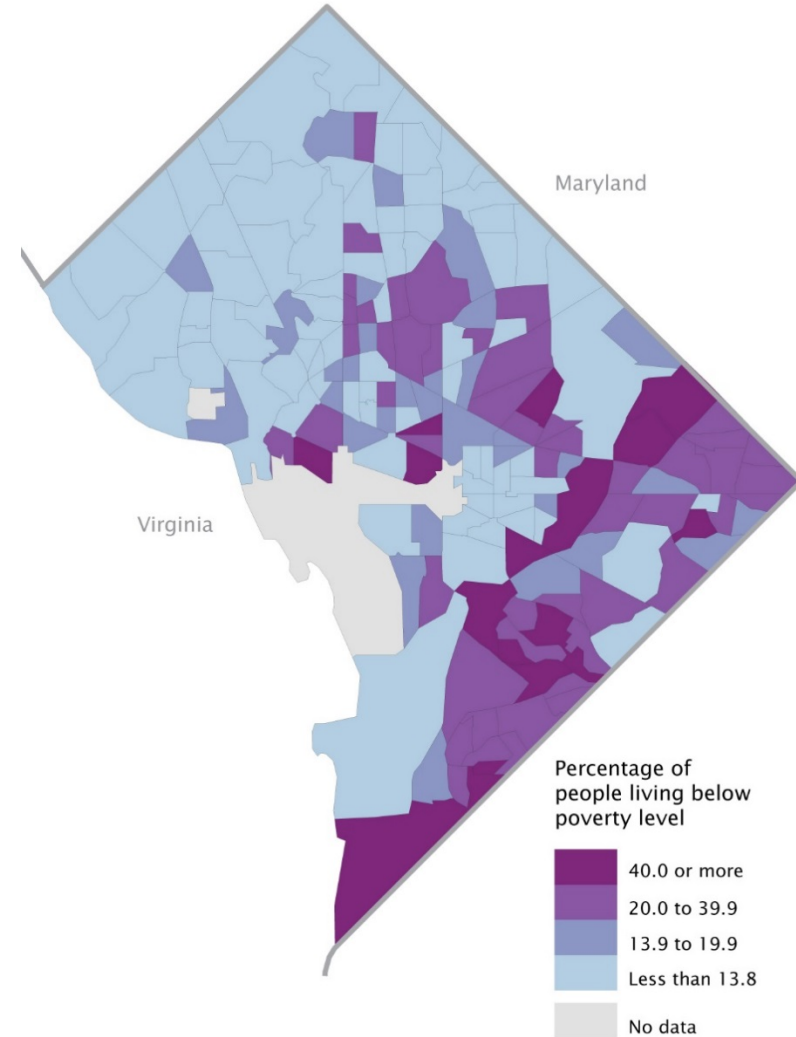 Maryland
Virginia
Percentage of
people living below
poverty level
40.0 or more
20.0 to 39.9
13.9 to 19.9
Less than 13.8
No data